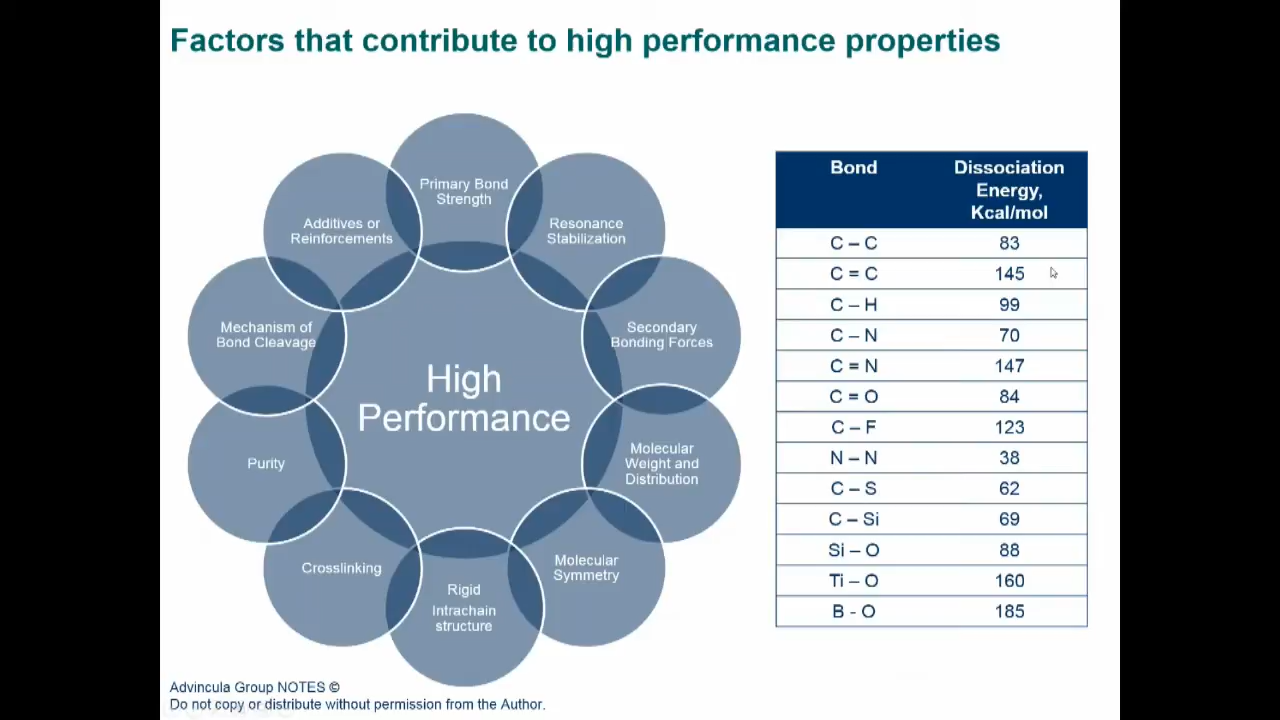 Factors that contribute to high performance properties
Primary Bond
Strength
Resonance
Stabilization
Secondary
Bonding Forces
Molecular
Weight and
Distribution
Molecular
Symmetry
Rigid
Intrachain
structure
Crosslinking
Purity
Mechanism of
Bond Cleavage
Additives or
Reinforcements
High
Performance
Bond Dissociation
Energy,
Kcal/mol
C – C 83
C = C 145
C – H 99
C – N 70
C = N 147
C = O 84
C – F 123
N – N 38
C – S 62
C – Si 69
Si – O 88
Ti – O 160
B - O 185
Advincula Group NOTES ©
Do not copy or distribute without permission from the Author.